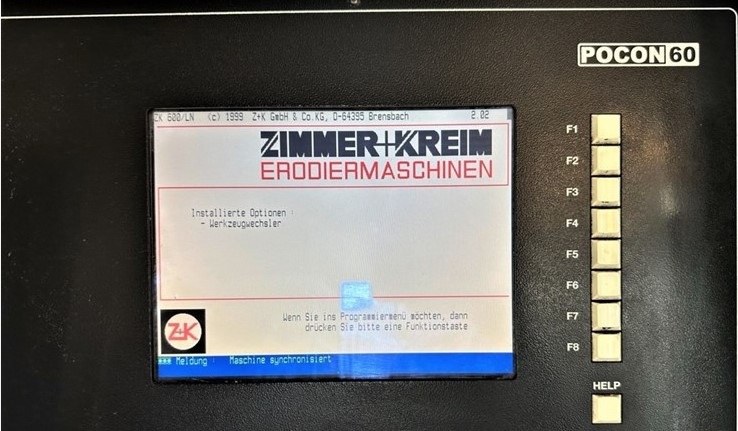 POCON 60
ZK 600/LN (c) 1999 Z+K GmbH & Co.KG, D-64395 Brensbach 2.02
ZIMMER+KREIM
ERODIERMASCHINEN
Installierte Optionen :
- Werkzeugwechsler
Wenn Sie ins Programmiermenü möchten, dann
drücken Sie bitte eine Funktionstaste
Z+K
*** Meldung : Maschine synchronisiert
F1
F2
F3
F4
F5
F6
F7
F8
HELP